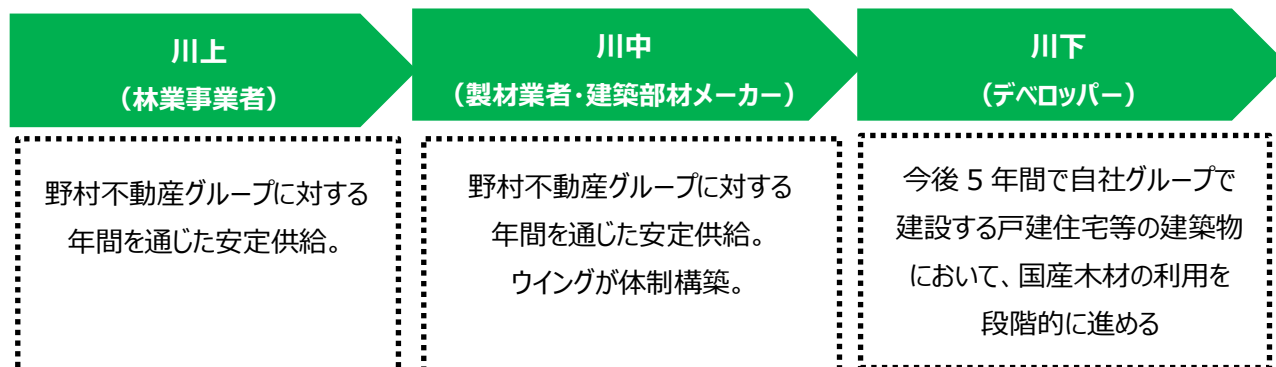 川上
（林業事業者）
野村不動産グループに対する
年間を通じた安定供給。
川中
（製材業者・建築部材メーカー）
野村不動産グループに対する
年間を通じた安定供給。
ウイングが体制構築。
川下
（デベロッパー）
今後 5 年間で自社グループで
建設する戸建住宅等の建築物
において、国産木材の利用を
段階的に進める